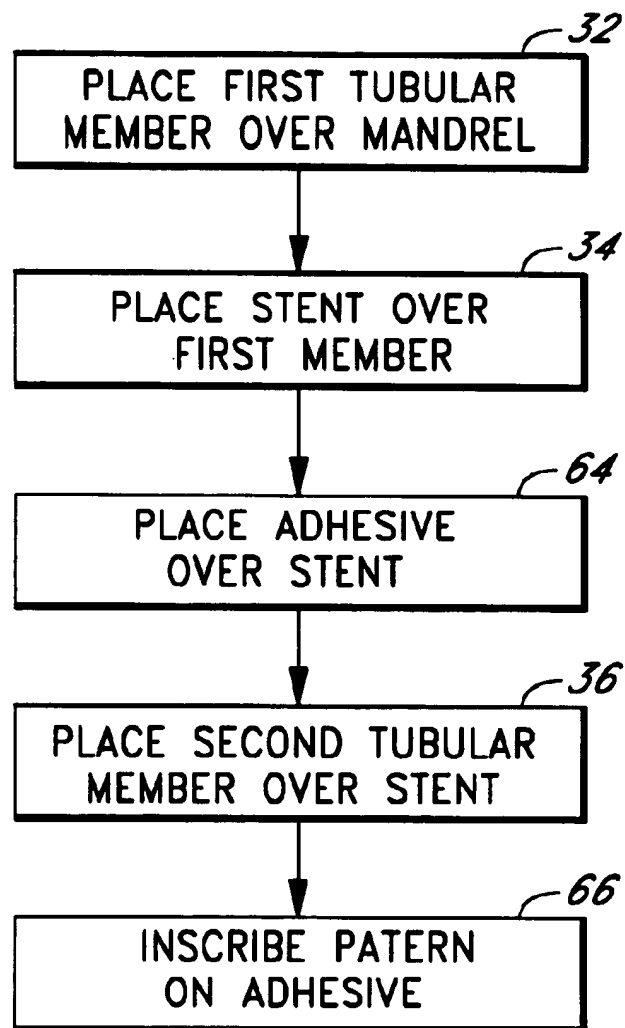 32
PLACE FIRST TUBULAR
MEMBER OVER MANDREL
34
PLACE STENT OVER
FIRST MEMBER
64
PLACE ADHESIVE
OVER STENT
36
PLACE SECOND TUBULAR
MEMBER OVER STENT
66
INSCRIBE PATERN
ON ADHESIVE